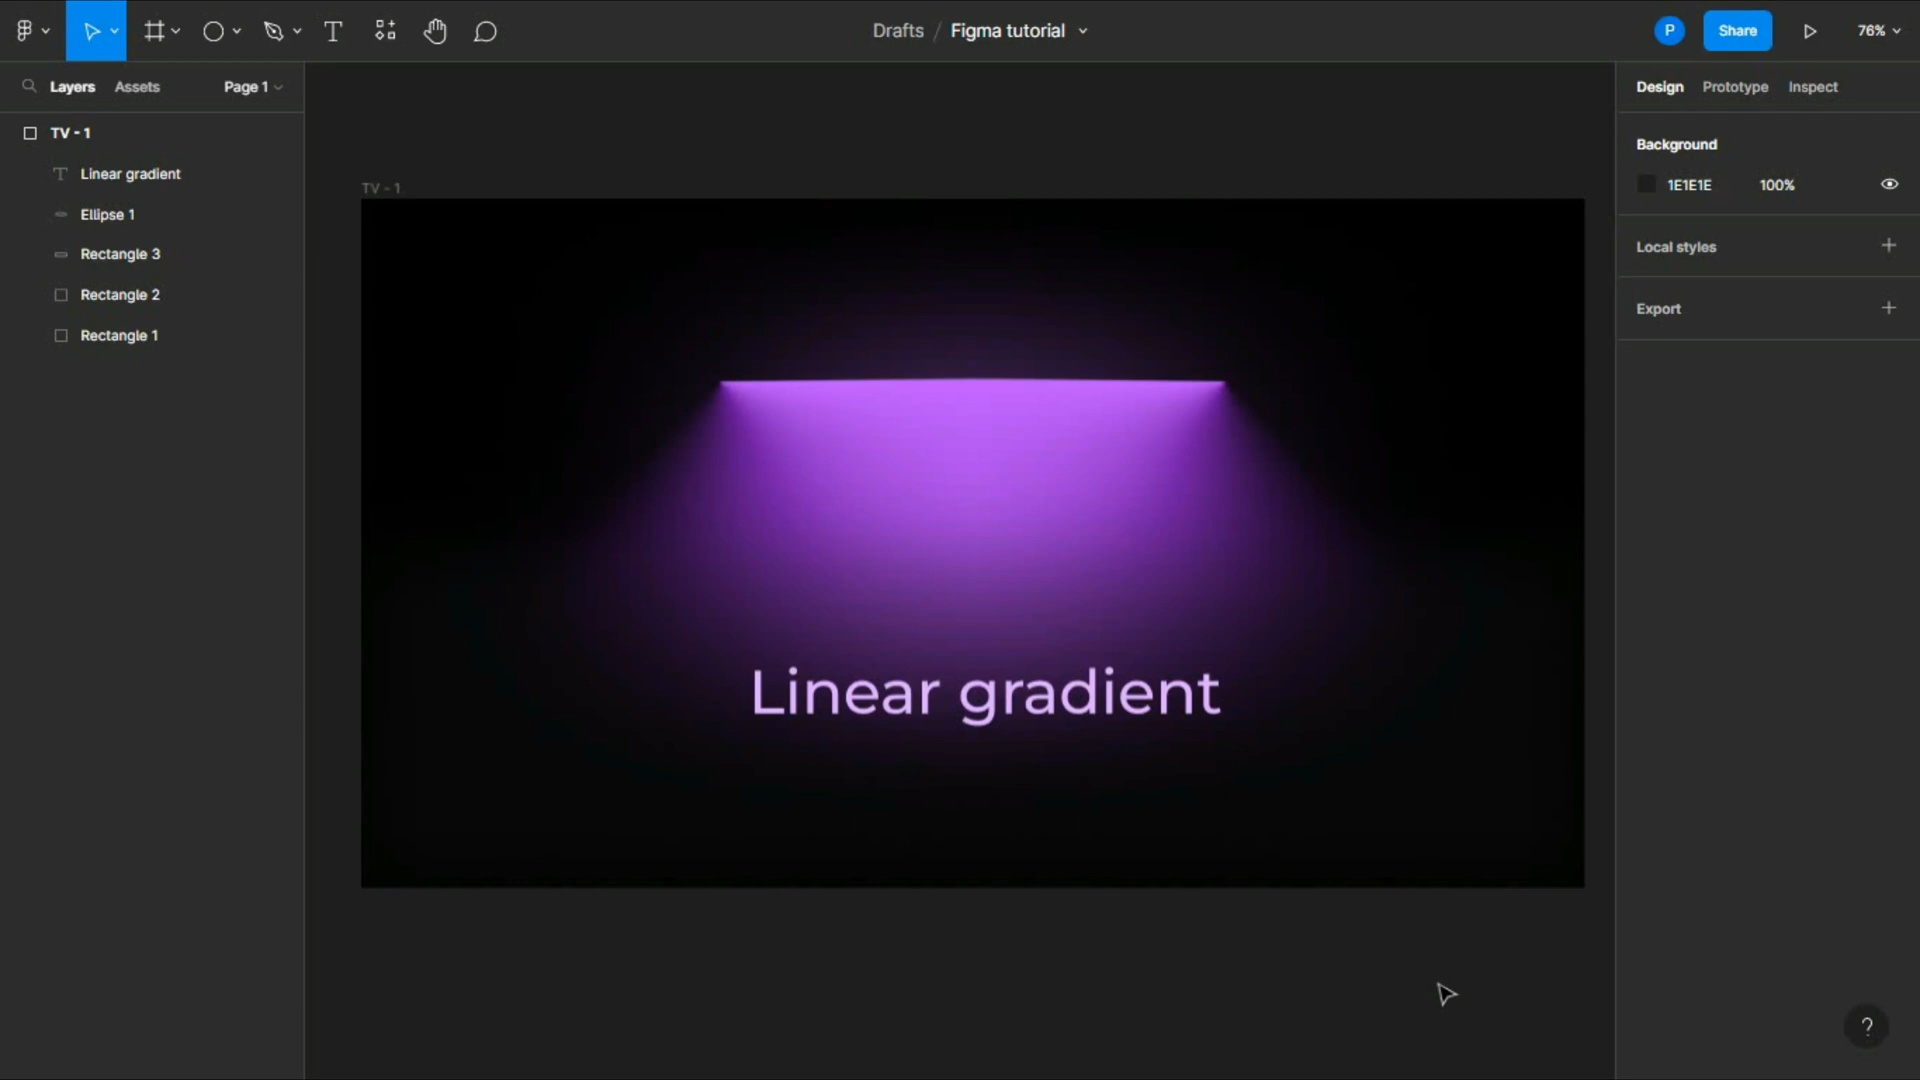 Drafts / Figma tutorial
P
Share
76%
Layers
Assets
Page 1
TV - 1
Linear gradient
Ellipse 1
Rectangle 3
Rectangle 2
Rectangle 1
TV - 1
Linear gradient
Design
Prototype
Inspect
Background
1E1E1E
100%
Local styles
Export
?